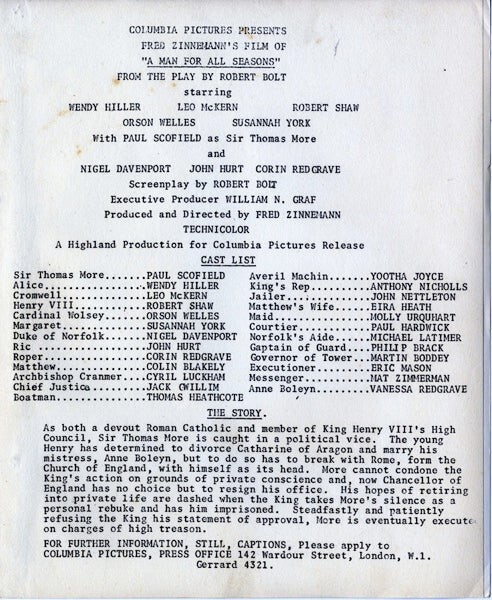 COLUMBIA PICTURES PRESENTS
FRED ZINNEMANN'S FILM OF
"A MAN FOR ALL SEASONS"
FROM THE PLAY BY ROBERT BOLT
starring
WENDY HILLER LEO McKERN ROBERT SHAW
ORSON WELLES SUSANNAH YORK
With PAUL SCOFIELD as Sir Thomas More
and
NIGEL DAVENPORT JOHN HURT CORIN REDGRAVE
Screenplay by ROBERT BOLT
Executive Producer WILLIAM N. GRAF
Produced and Directed by FRED ZINNEMANN
TECHNICOLOR
A Highland Production for Columbia Pictures Release
CAST LIST
Sir Thomas More.......PAUL SCOFIELD
Alice.................WENDY HILLER
Cromwell..............LEO McKERN
Henry VIII............ROBERT SHAW
Cardinal Wolsey.......ORSON WELLES
Margaret..............SUSANNAH YORK
Duke of Norfolk.......NIGEL DAVENPORT
Ric ..................JOHN HURT
Roper.................CORIN REDGRAVE
Matthew...............COLIN BLAKELY
Archbishop Cranmer....CYRIL LUCKHAM
Chief Justice.........JACK GWILLIM
Boatman...............THOMAS HEATHCOTE
Averil Machin......YOOTHA JOYCE
King's Rep.........ANTHONY NICHOLLS
Jailer.............JOHN NETTLETON
Matthew's Wife.....EIRA HEATH
Maid...............MOLLY URQUHART
Courtier...........PAUL HARDWICK
Norfolk's Aide.....MICHAEL LATIMER
Captain of Guard...PHILIP BRACK
Governor of Tower..MARTIN BODDEY
Executioner........ERIC MASON
Messenger..........MAT ZIMMERMAN
Anne Boleyn........VANESSA REDGRAVE
THE STORY.
As both a devout Roman Catholic and member of King Henry VIII's High
Council, Sir Thomas More is caught in a political vice. The young
Henry has determined to divorce Catharine of Aragon and marry his
mistress, Anne Boleyn, but to do so has to break with Rome, form the
Church of England, with himself as its head. More cannot condone the
King's action on grounds of private conscience and, now Chancellor of
England has no choice but to resign his office. His hopes of retiring
into private life are dashed when the King takes More's silence as a
personal rebuke and has him imprisoned. Steadfastly and patiently
refusing the King his statement of approval, More is eventually execute
on charges of high treason.
FOR FURTHER INFORMATION, STILL, CAPTIONS, Please apply to
COLUMBIA PICTURES, PRESS OFFICE 142 Wardour Street, London, W.1.
Gerrard 4321.